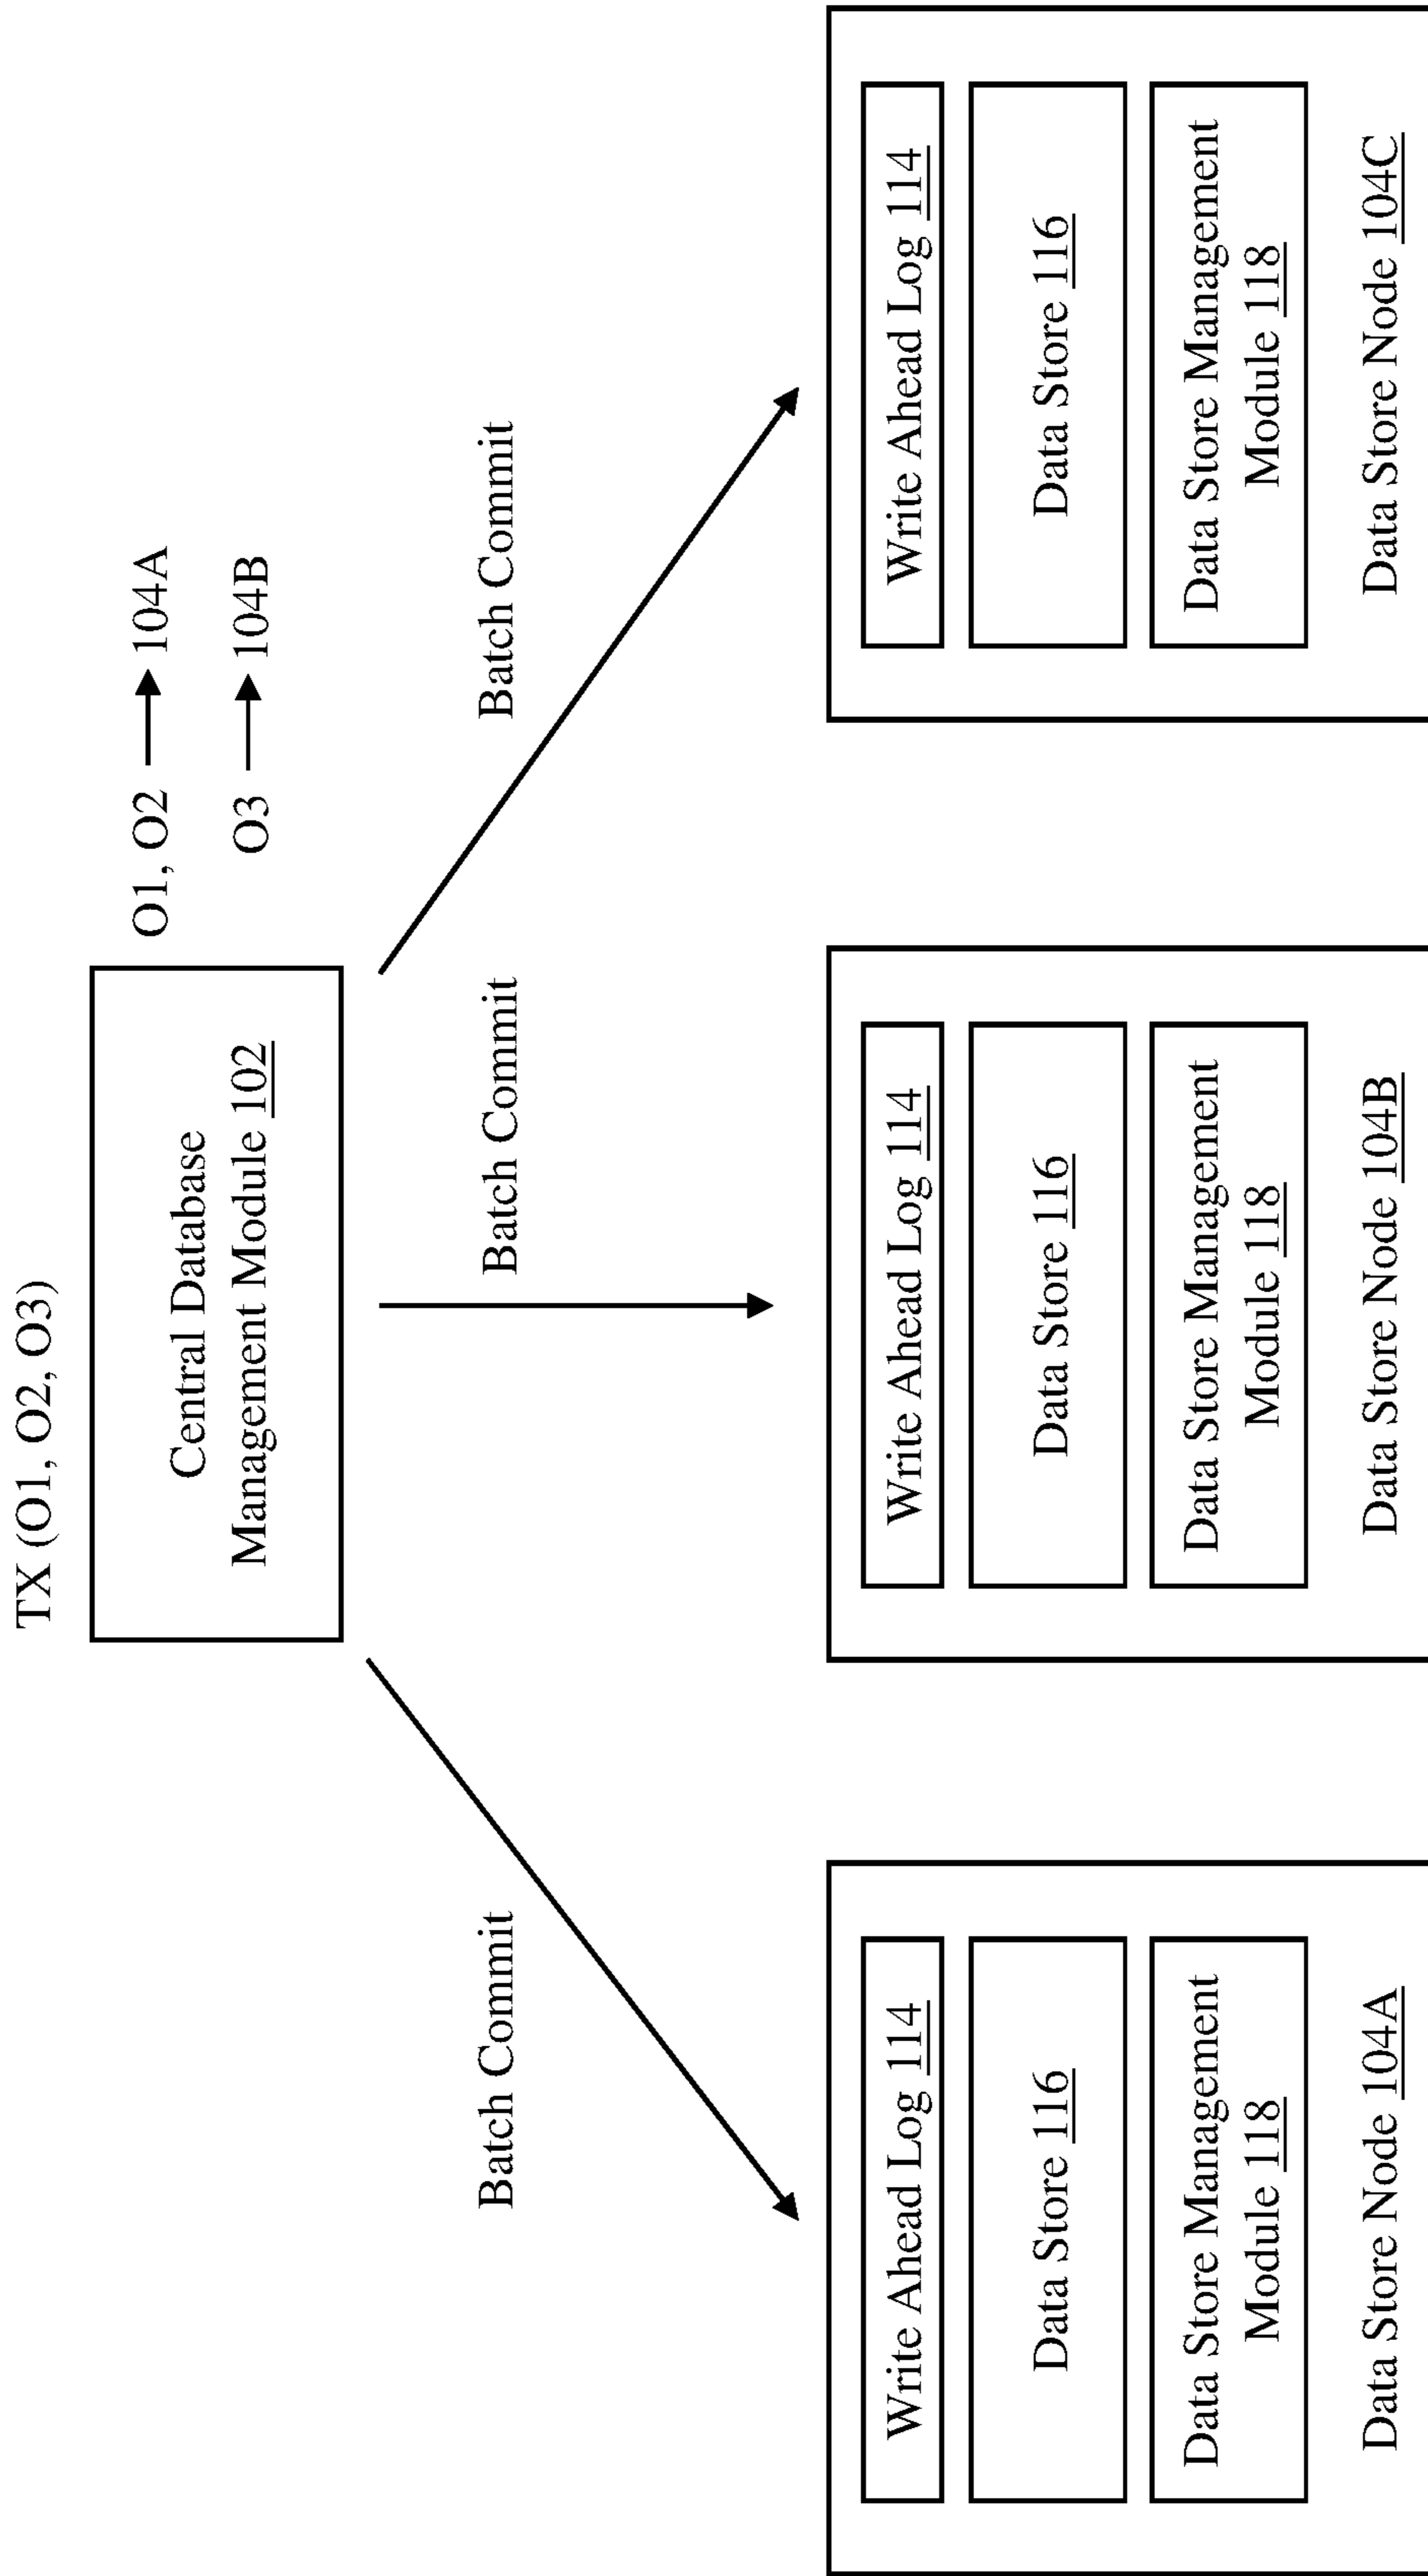 TX (O1, O2, O3)
Central Database
Management Module 102
O1, O2 → 104A
O3 → 104B
Batch Commit
Batch Commit
Batch Commit
Write Ahead Log 114
Data Store 116
Data Store Management
Module 118
Data Store Node 104A
Write Ahead Log 114
Data Store 116
Data Store Management
Module 118
Data Store Node 104B
Write Ahead Log 114
Data Store 116
Data Store Management
Module 118
Data Store Node 104C